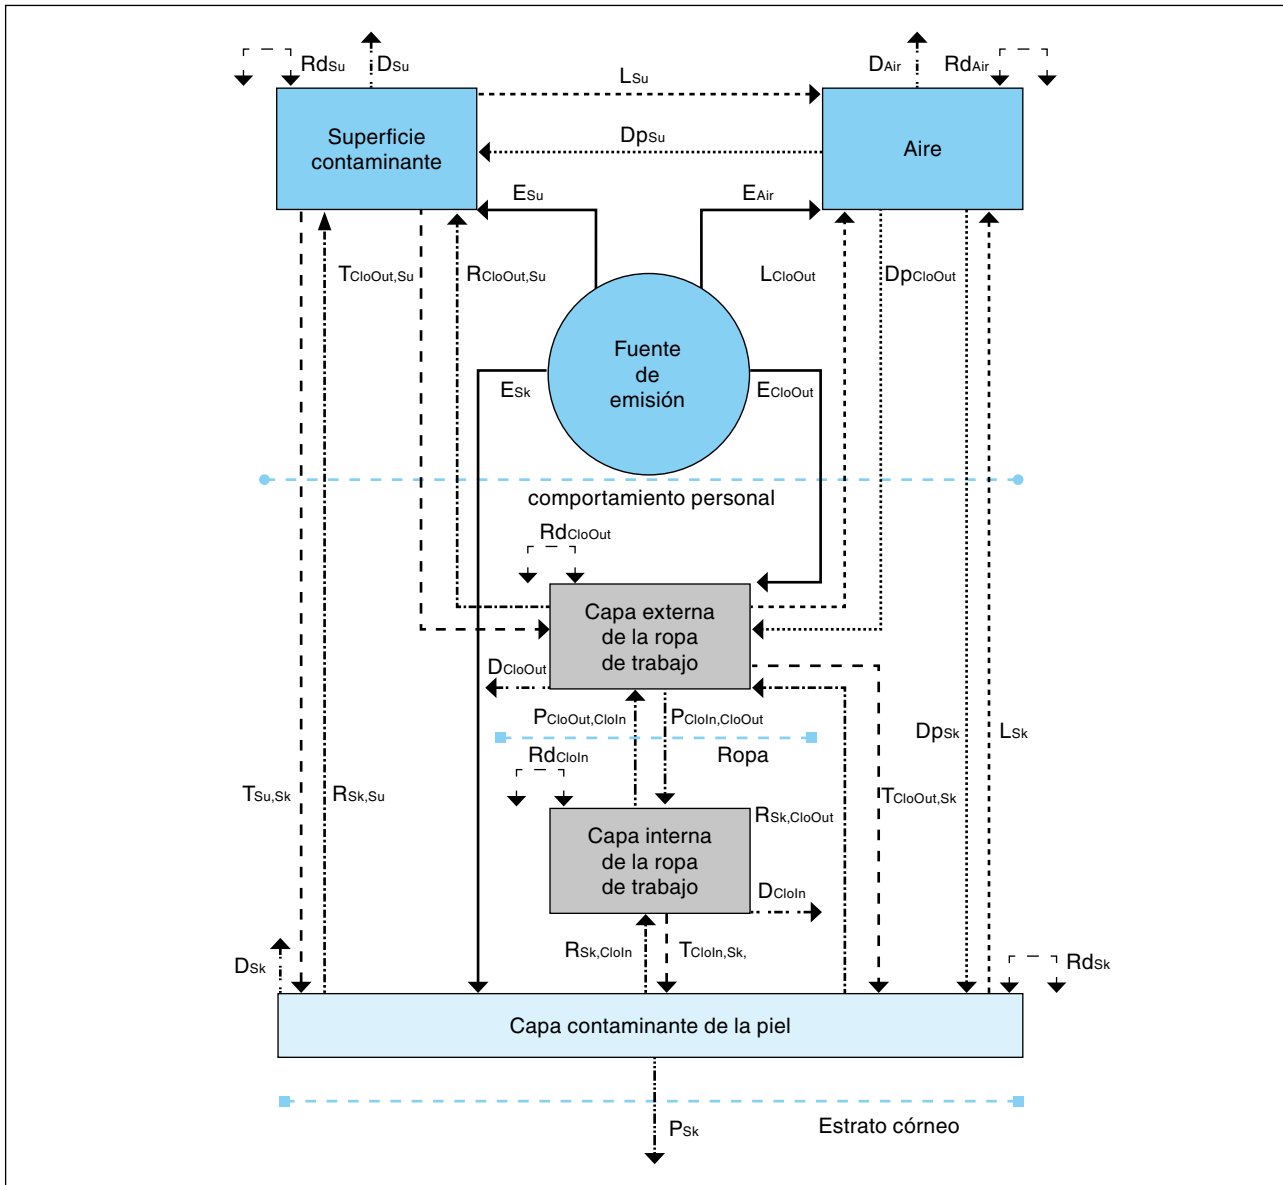 RdSu
DSu
DAir
RdAir
LSu
Superficie
contaminante
DpSu
Aire
ESu
EAir
TCloOut,Su
RCloOut,Su
LCloOut
DpCloOut
Fuente
de
emisión
ESk
ECloOut
comportamiento personal
RdCloOut
Capa externa
de la ropa
de trabajo
DCloOut
PCloOut,CloIn
PCloIn,CloOut
DpSk
LSk
Ropa
RdCloIn
TSu,Sk
RSk,Su
TCloOut,Sk
RSk,CloOut
Capa interna
de la ropa
de trabajo
DCloIn
RSk,CloIn
TCloIn,Sk,
DSk
RdSk
Capa contaminante de la piel
Estrato córneo
PSk